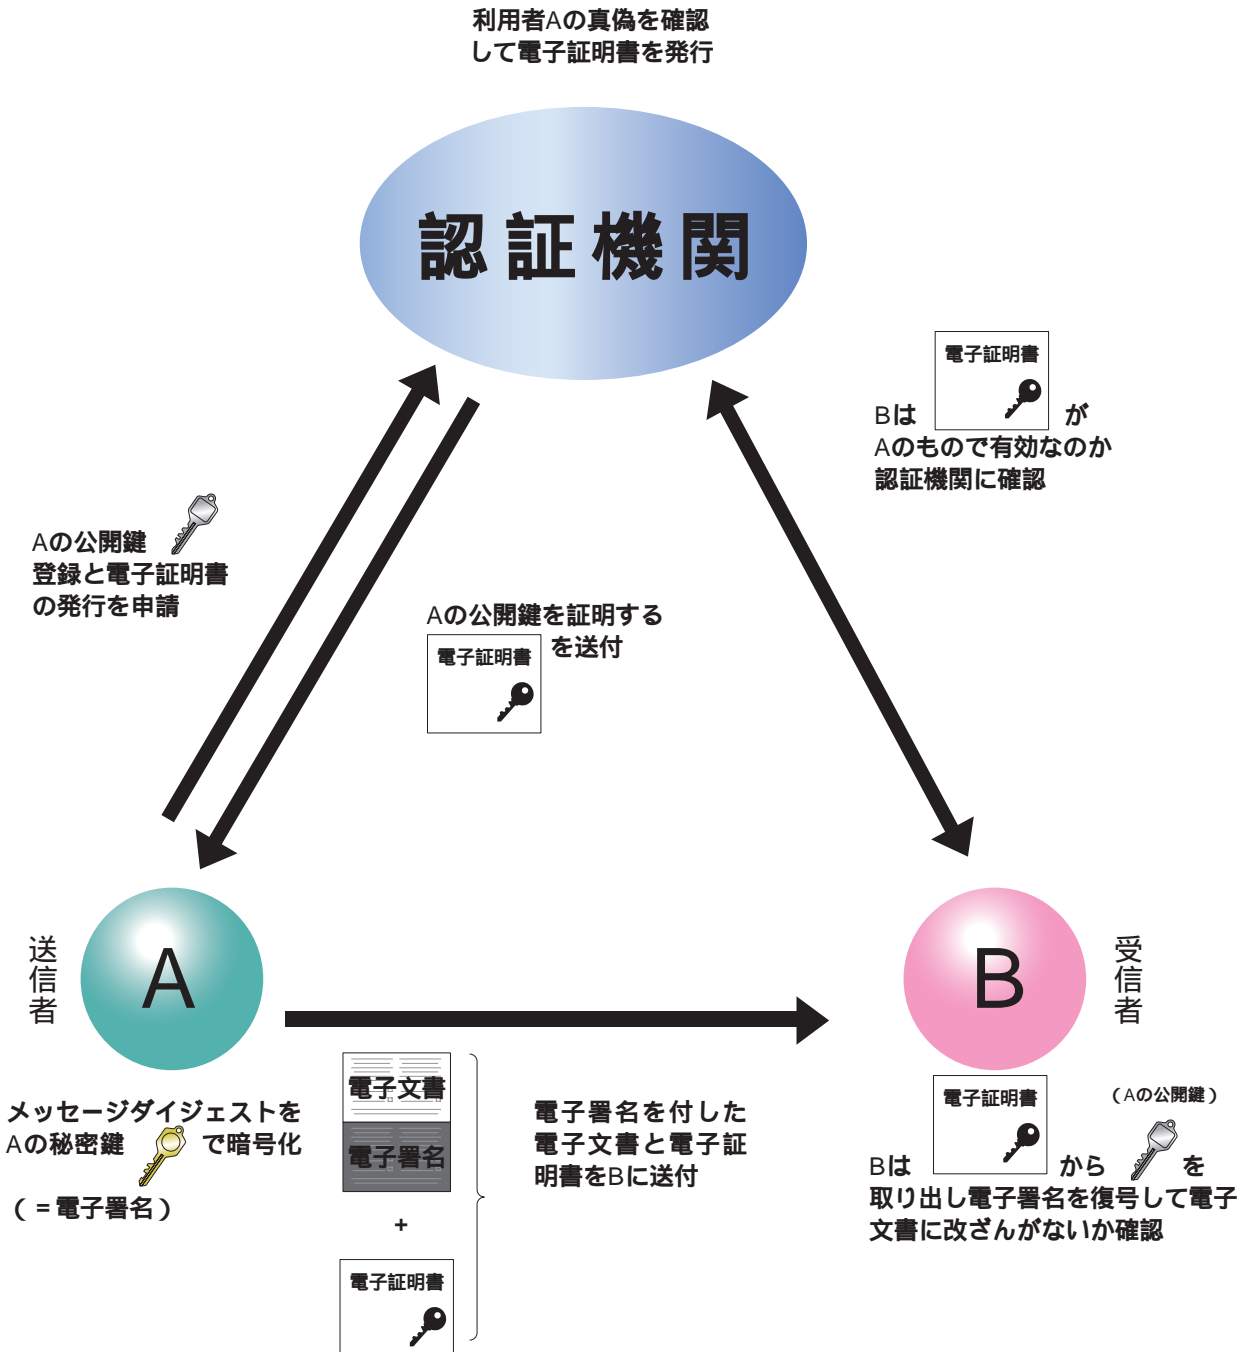 利用者Aの真偽を確認
して電子証明書を発行
認証機関
電子証明書
Bは が
Aのもので有効なのか
認証機関に確認
Aの公開鍵
登録と電子証明書
の発行を申請
Aの公開鍵を証明する
電子証明書 を送付
送信者
A
B
受信者
メッセージダイジェストを
Aの秘密鍵 で暗号化
(=電子署名)
電子文書
電子署名
+
電子証明書
電子署名を付した
電子文書と電子証
明書をBに送付
電子証明書
(Aの公開鍵)
Bは から を
取り出し電子署名を復号して電子
文書に改ざんがないか確認